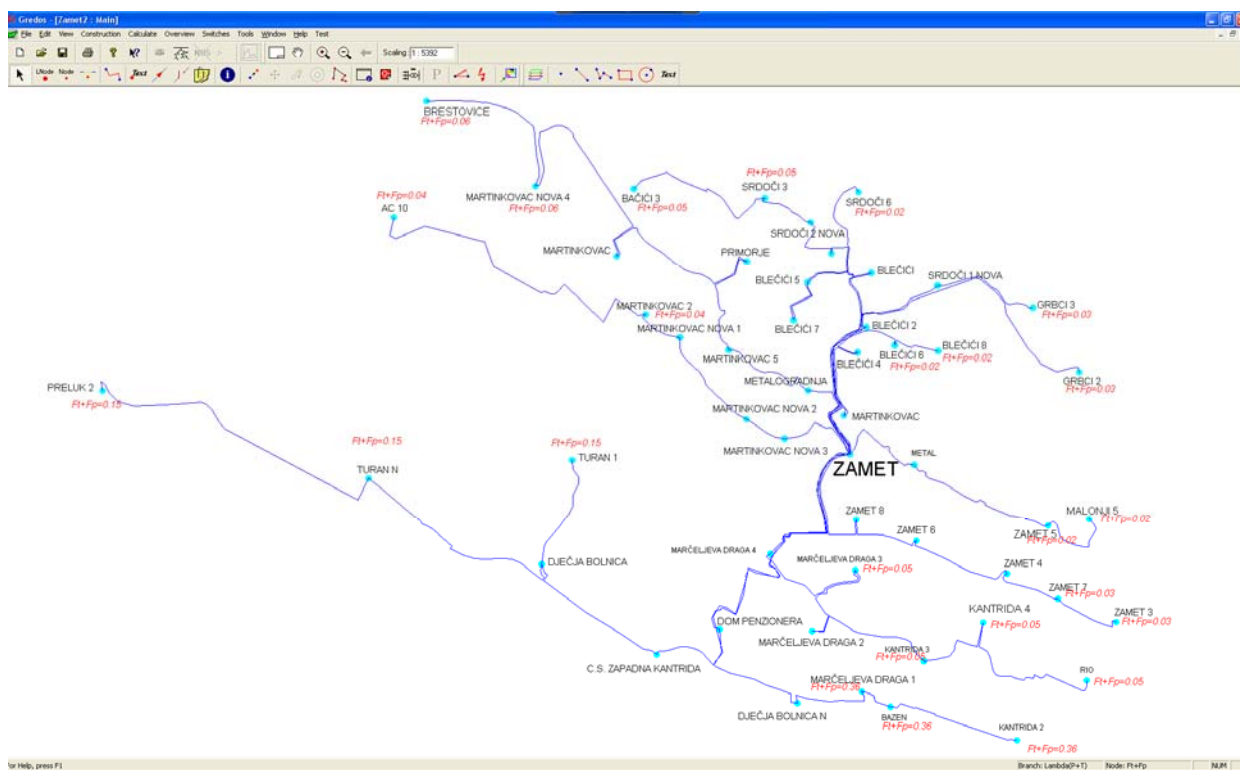 Gredos - [Zamet2 : Main]
File Edit View Construction Calculate Overview Switches Tools Window Help Test
Scaling: 1 : 5392
LNode Node Text P Text
BRESTOVICE
Ft+Fp=0.06
Ft+Fp=0.04
AC 10
MARTINKOVAC NOVA 4
Ft+Fp=0.06
BAČIĆI 3
Ft+Fp=0.05
Ft+Fp=0.05
SRDOČI 3
SRDOČI 6
Ft+Fp=0.02
SRDOČI 2 NOVA
MARTINKOVAC
PRIMORJE
BLEČIĆI 5
BLEČIĆI
SRDOČI 1 NOVA
GRBCI 3
Ft+Fp=0.03
MARTINKOVAC 2
Ft+Fp=0.04
MARTINKOVAC NOVA 1
BLEČIĆI 7
BLEČIĆI 2
BLEČIĆI 6
Ft+Fp=0.02
BLEČIĆI 8
Ft+Fp=0.02
MARTINKOVAC 5
BLEČIĆI 4
GRBCI 2
Ft+Fp=0.03
PRELUK 2
Ft+Fp=0.15
METALOGRADNJA
MARTINKOVAC NOVA 2
MARTINKOVAC
MARTINKOVAC NOVA 3
ZAMET
METAL
Ft+Fp=0.15
TURAN N
Ft+Fp=0.15
TURAN 1
ZAMET 8
ZAMET 6
ZAMET 5
Ft+Fp=0.02
MALONJI 5
Ft+Fp=0.02
DJEČJA BOLNICA
MARČELJEVA DRAGA 4
MARČELJEVA DRAGA 3
Ft+Fp=0.05
ZAMET 4
ZAMET 7
Ft+Fp=0.03
ZAMET 3
Ft+Fp=0.03
DOM PENZIONERA
MARČELJEVA DRAGA 2
KANTRIDA 4
Ft+Fp=0.05
KANTRIDA 3
Ft+Fp=0.05
C.S. ZAPADNA KANTRIDA
RIO
Ft+Fp=0.05
MARČELJEVA DRAGA 1
Ft+Fp=0.36
DJEČJA BOLNICA N
BAZEN
Ft+Fp=0.36
KANTRIDA 2
Ft+Fp=0.36
For Help, press F1
Branch: Lambda(P+T) Node: Ft+Fp NUM